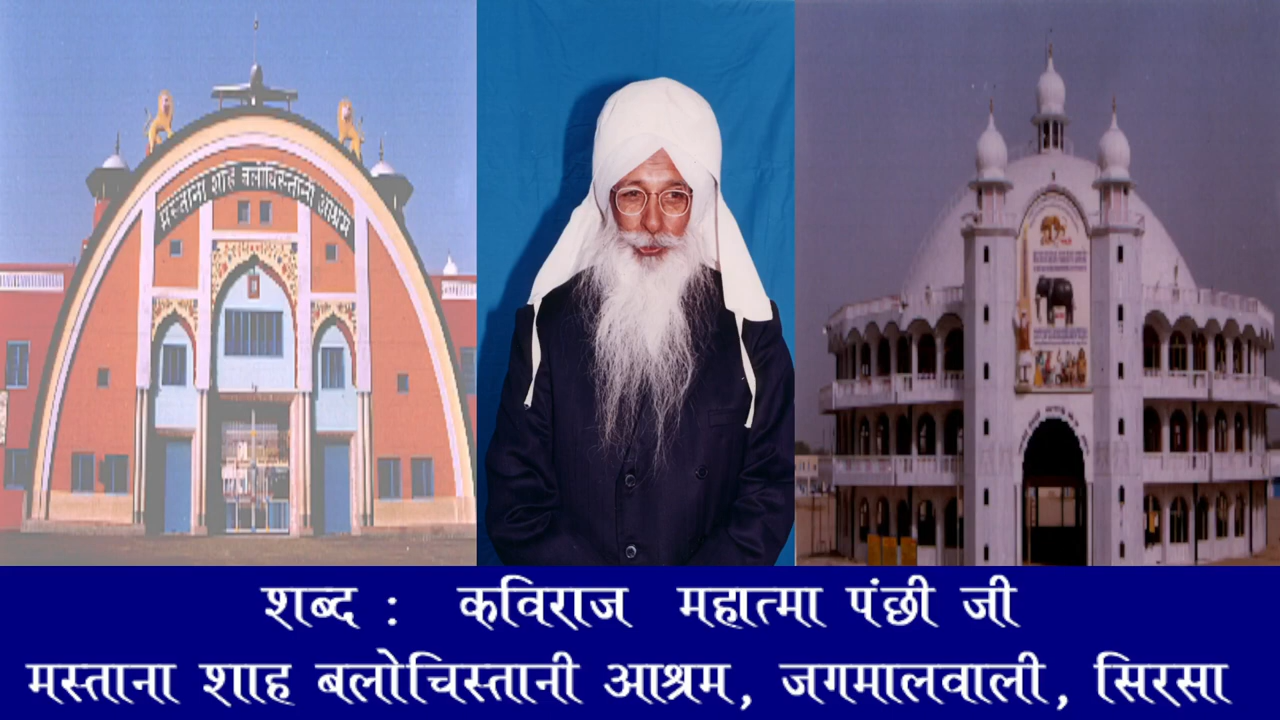 मस्ताना शाह बलोचिस्तानी आश्रम
शब्द :  कविराज  महात्मा पंछी जी
मस्ताना शाह बलोचिस्तानी आश्रम, जगमालवाली, सिरसा